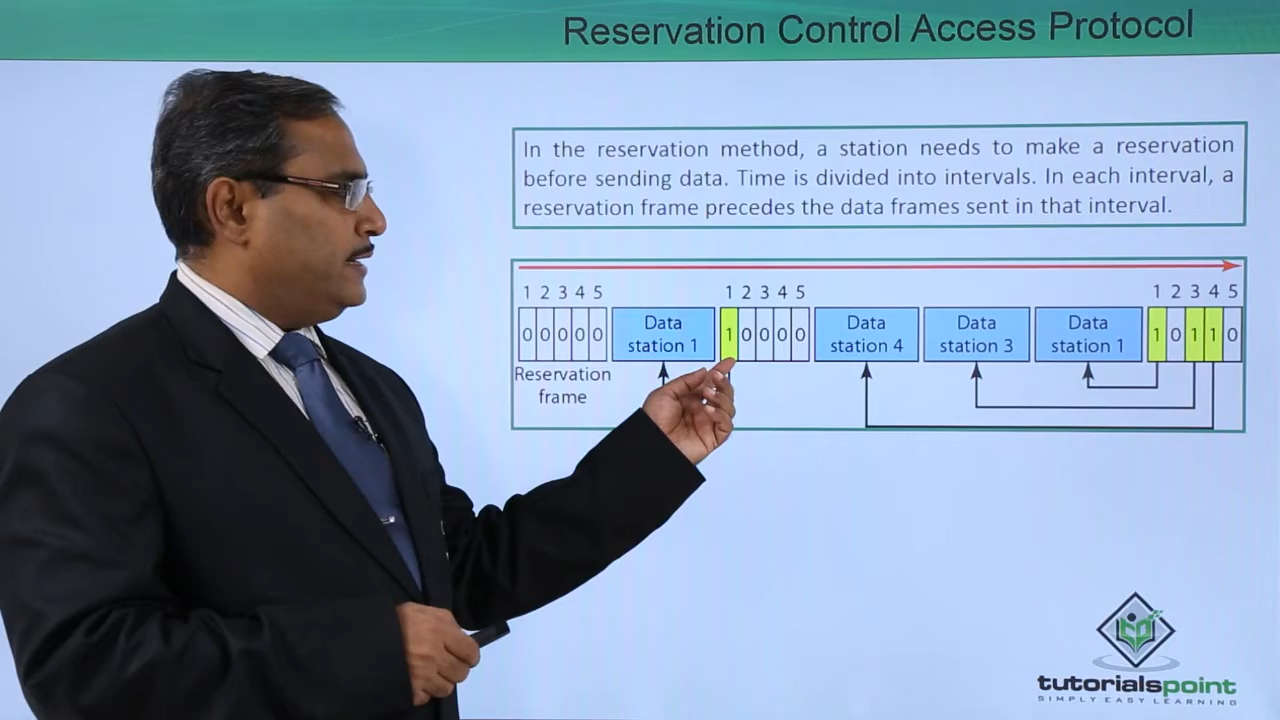 Reservation Control Access Protocol
In the reservation method, a station needs to make a reservation
before sending data. Time is divided into intervals. In each interval, a
reservation frame precedes the data frames sent in that interval.
1 2 3 4 5
0 0 0 0 0
Reservation
frame
Data
station 1
1 2 3 4 5
1 0 0 0 0
Data
station 4
Data
station 3
Data
station 1
1 2 3 4 5
1 0 1 1 0
tutorialspoint
SIMPLY EASY LEARNING